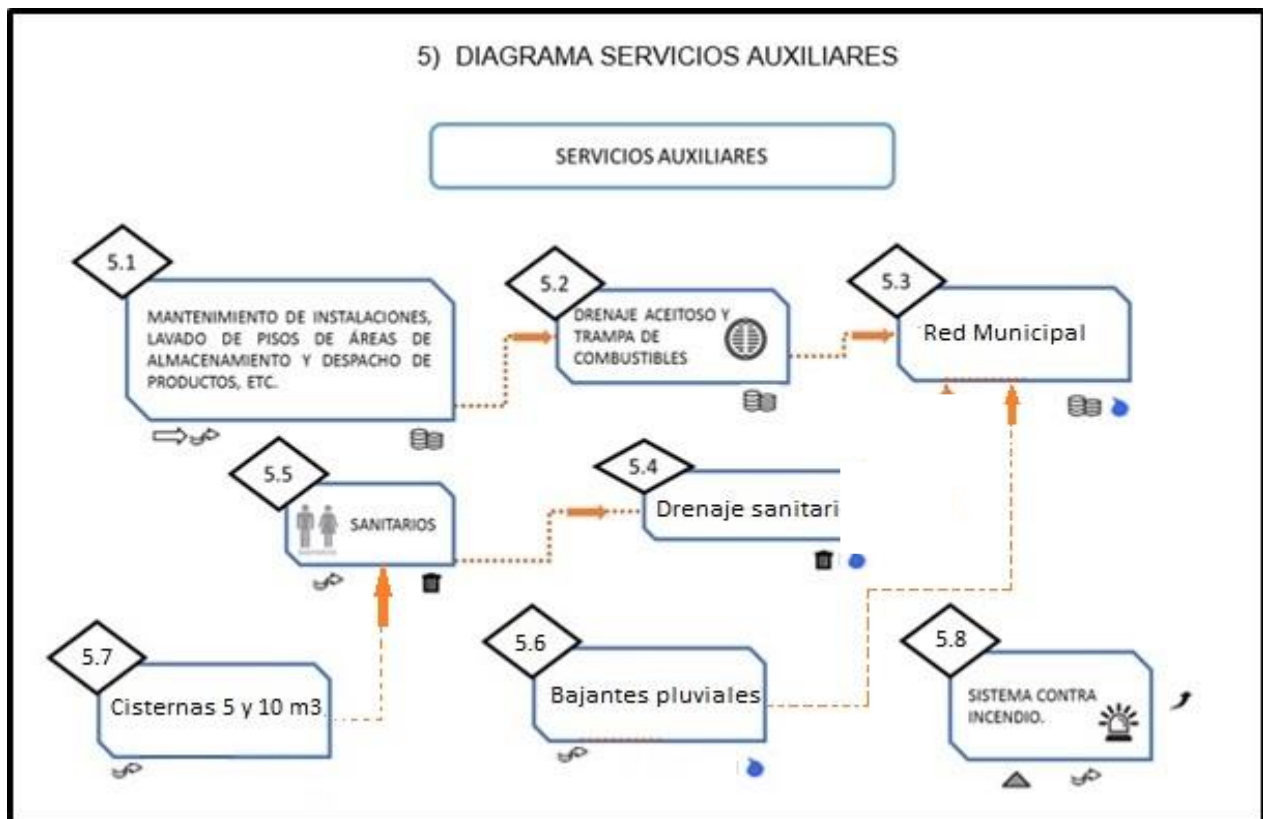 5) DIAGRAMA SERVICIOS AUXILIARES
SERVICIOS AUXILIARES
5.1
MANTENIMIENTO DE INSTALACIONES,
LAVADO DE PISOS DE ÁREAS DE
ALMACENAMIENTO Y DESPACHO DE
PRODUCTOS, ETC.
5.2
DRENAJE ACEITOSO Y
TRAMPA DE
COMBUSTIBLES
5.3
Red Municipal
5.5
SANITARIOS
5.4
Drenaje sanitari
5.7
Cisternas 5 y 10 m3
5.6
Bajantes pluviales
5.8
SISTEMA CONTRA
INCENDIO.